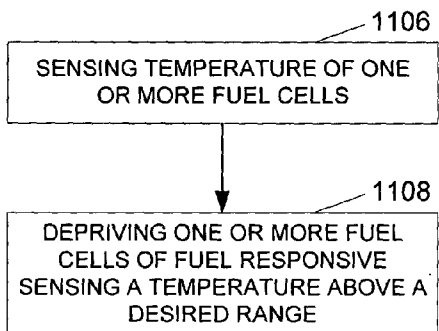 1106
SENSING TEMPERATURE OF ONE
OR MORE FUEL CELLS
1108
DEPRIVING ONE OR MORE FUEL
CELLS OF FUEL RESPONSIVE
SENSING A TEMPERATURE ABOVE A
DESIRED RANGE